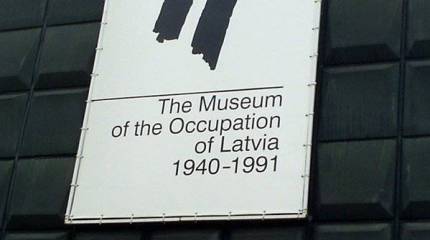 The Museum
of the Occupation
of Latvia
1940-1991